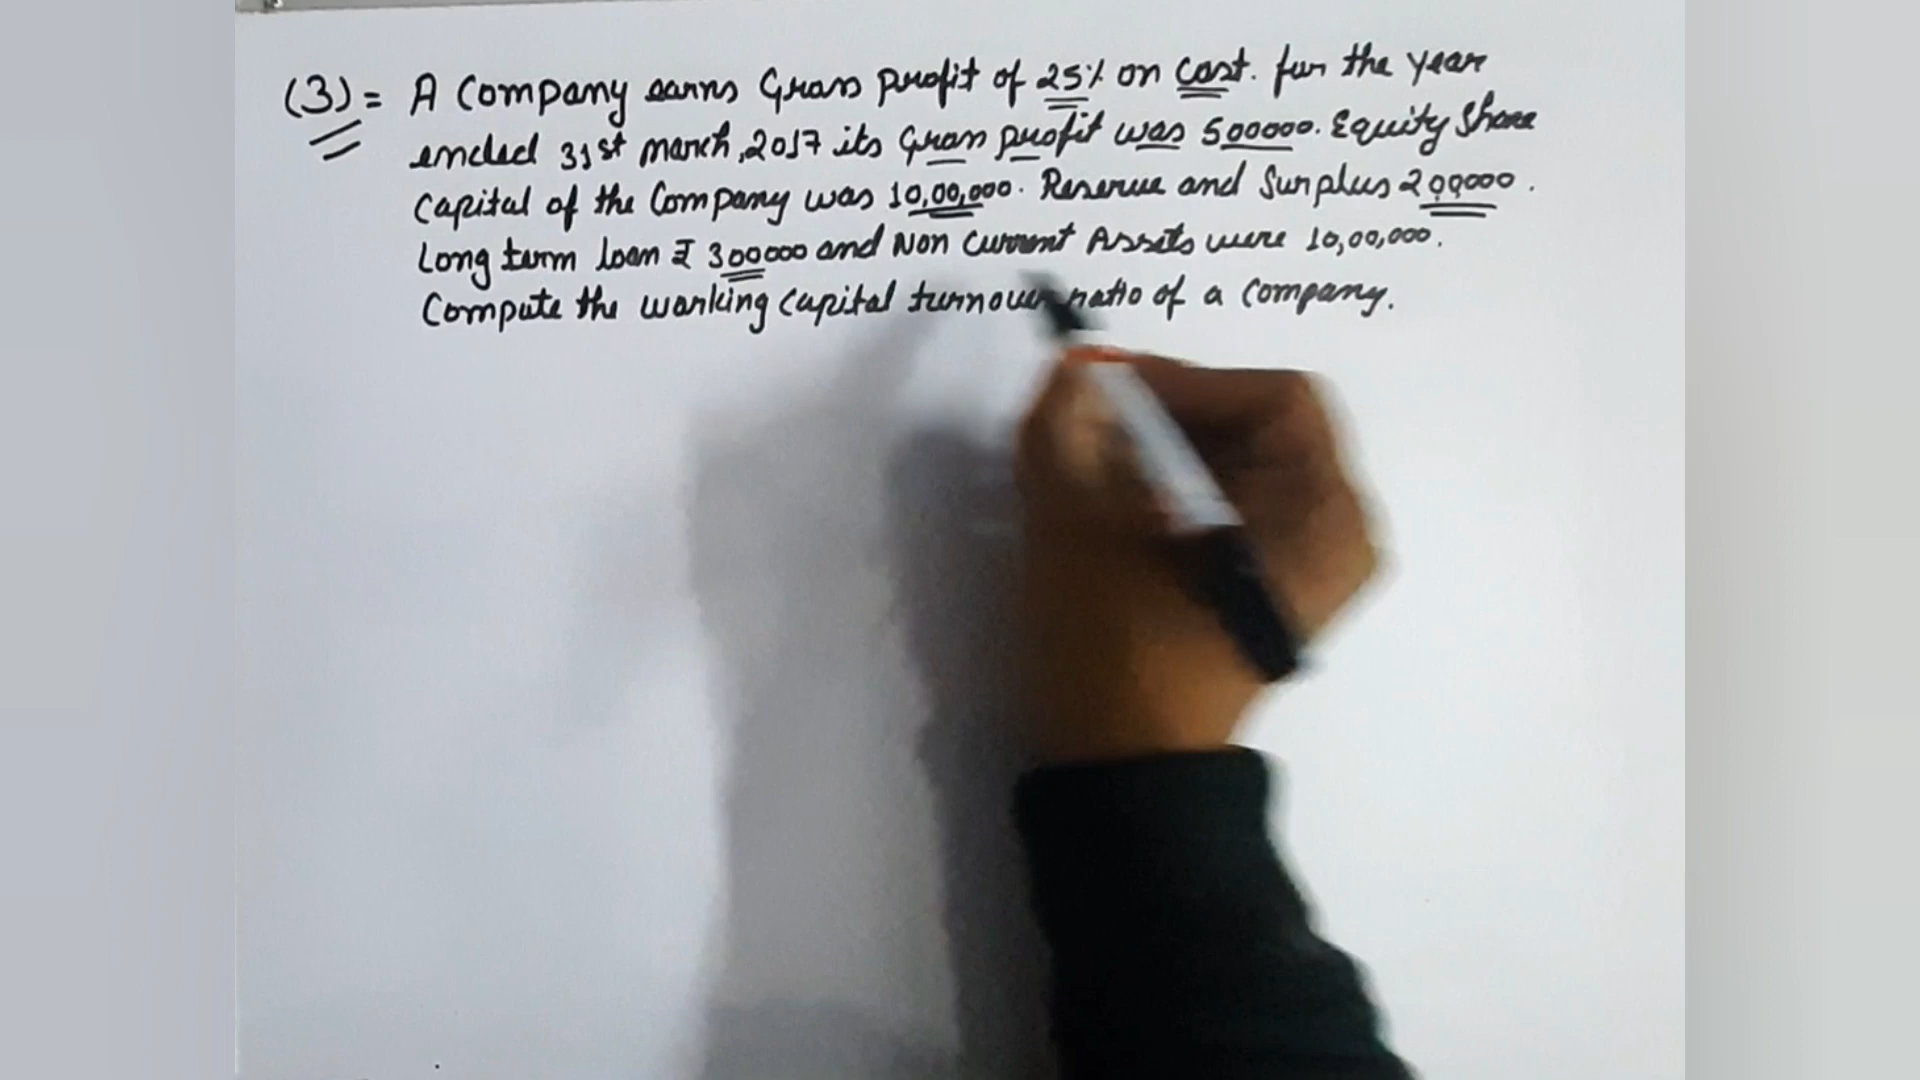 (3) = A Company earns Gross profit of 25% on cost. for the year
ended 31st march, 2017 its Gross profit was 500000. Equity Share
capital of the Company was 10,00,000. Reserve and Surplus 200000.
Long term loan ₹ 300000 and Non Current Assets were 10,00,000.
Compute the working capital turnover ratio of a company.